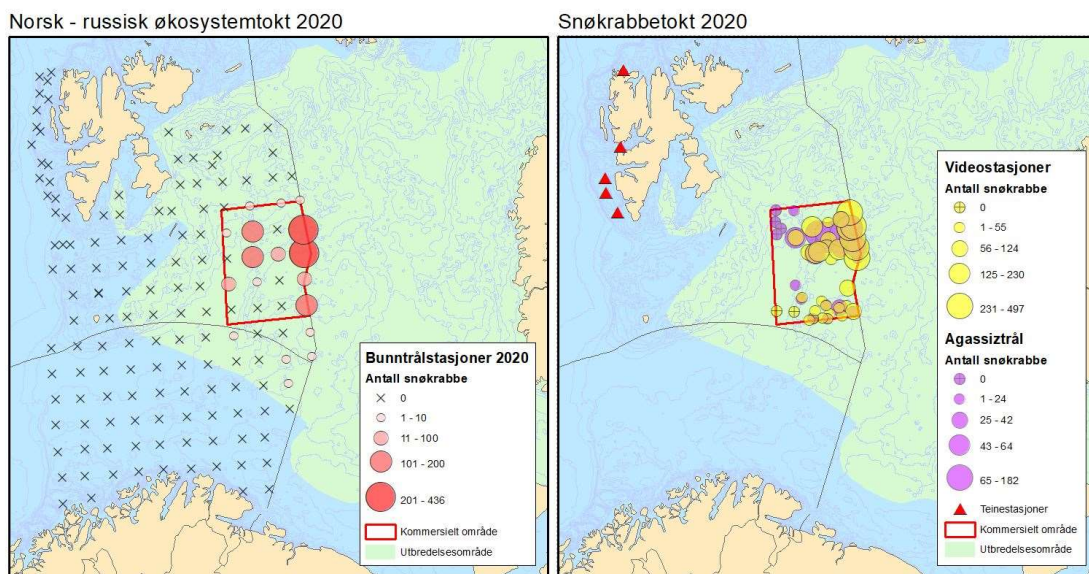 Norsk - russisk økosystemtokt 2020
Bunntrålstasjoner 2020
Antall snøkrabbe
0
1 - 10
11 - 100
101 - 200
201 - 436
Kommersielt område
Utbredelsesområde
Snøkrabbetokt 2020
Videostasjoner
Antall snøkrabbe
0
1 - 55
56 - 124
125 - 230
231 - 497
Agassiztrål
Antall snøkrabbe
0
1 - 24
25 - 42
43 - 64
65 - 182
Teinestasjoner
Kommersielt område
Utbredelsesområde